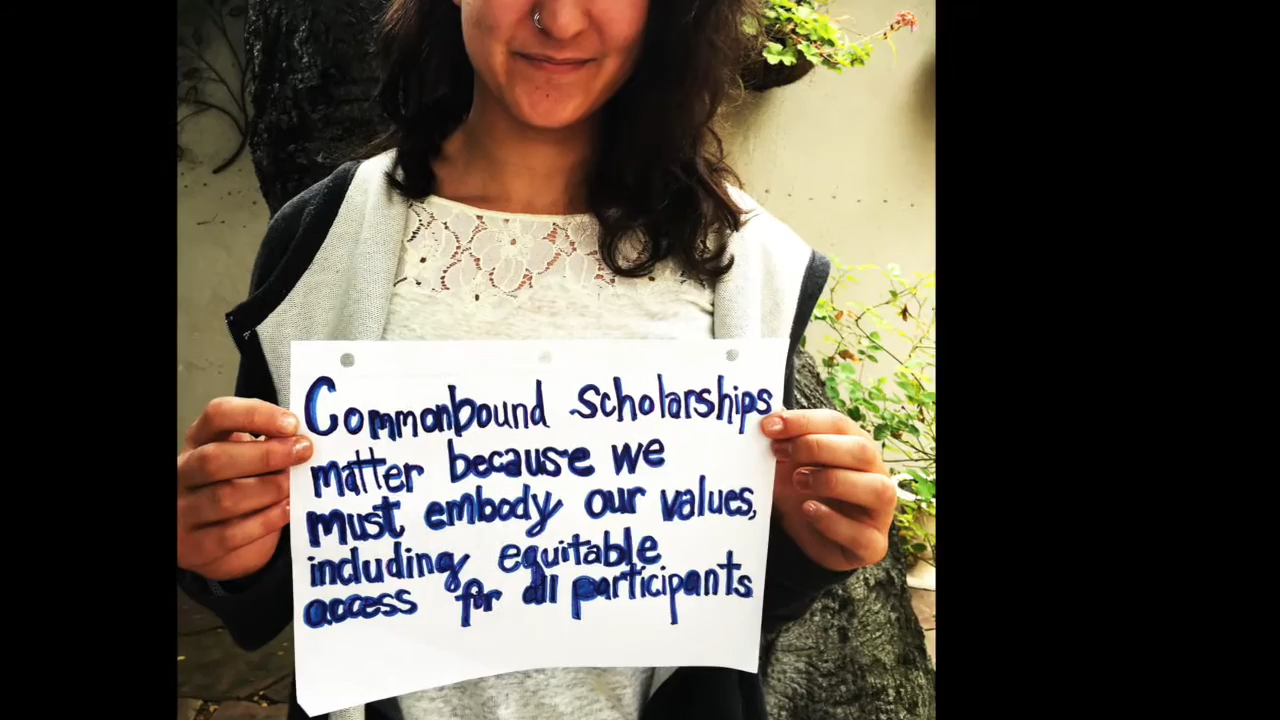 Commonbound scholarships
matter because we
must embody our values,
including equitable
access for all participants